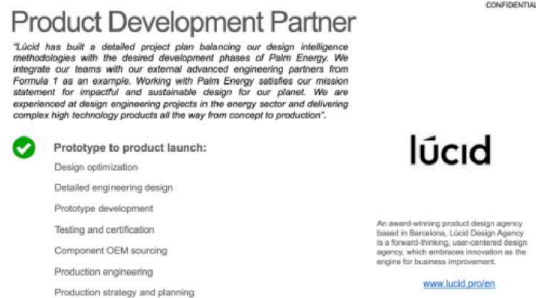 CONFIDENTIAL
Product Development Partner
"Lúcid has built a detailed project plan balancing our design intelligence
methodologies with the desired development phases of Palm Energy. We
integrate our teams with our external advanced engineering partners from
Formula 1 as an example. Working with Palm Energy satisfies our mission
statement for impactful and sustainable design for our planet. We are
experienced at design engineering projects in the energy sector and delivering
complex high technology products all the way from concept to production".
Prototype to product launch:
Design optimization
Detailed engineering design
Prototype development
Testing and certification
Component OEM sourcing
Production engineering
Production strategy and planning
lúcid
An award-winning product design agency
based in Barcelona, Lúcid Design Agency
is a forward-thinking, user-centered design
agency, which embraces innovation as the
engine for business improvement.
www.lucid.pro/en